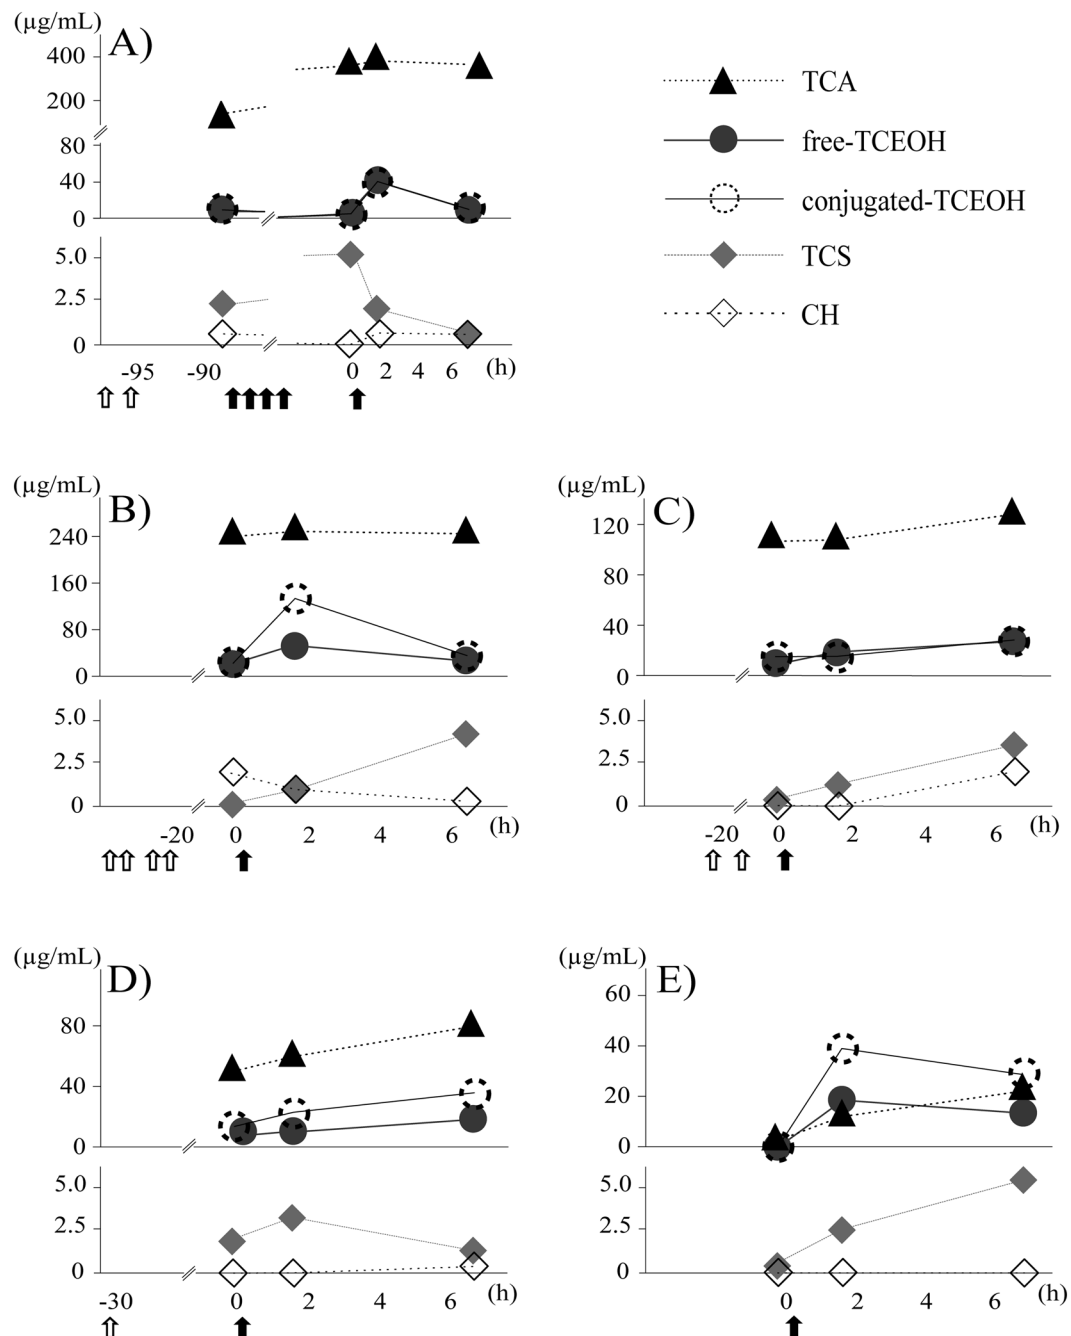 (µg/mL)
A)
400
200
80
40
0
5.0
2.5
0
-95 -90 0 2 4 6 (h)
TCA
free-TCEOH
conjugated-TCEOH
TCS
CH
(µg/mL)
B)
240
160
80
0
5.0
2.5
0
-20 0 2 4 6 (h)
(µg/mL)
C)
120
80
40
0
5.0
2.5
0
-20 0 2 4 6 (h)
(µg/mL)
D)
80
40
0
5.0
2.5
0
-30 0 2 4 6 (h)
(µg/mL)
E)
60
40
20
0
5.0
2.5
0
0 2 4 6 (h)